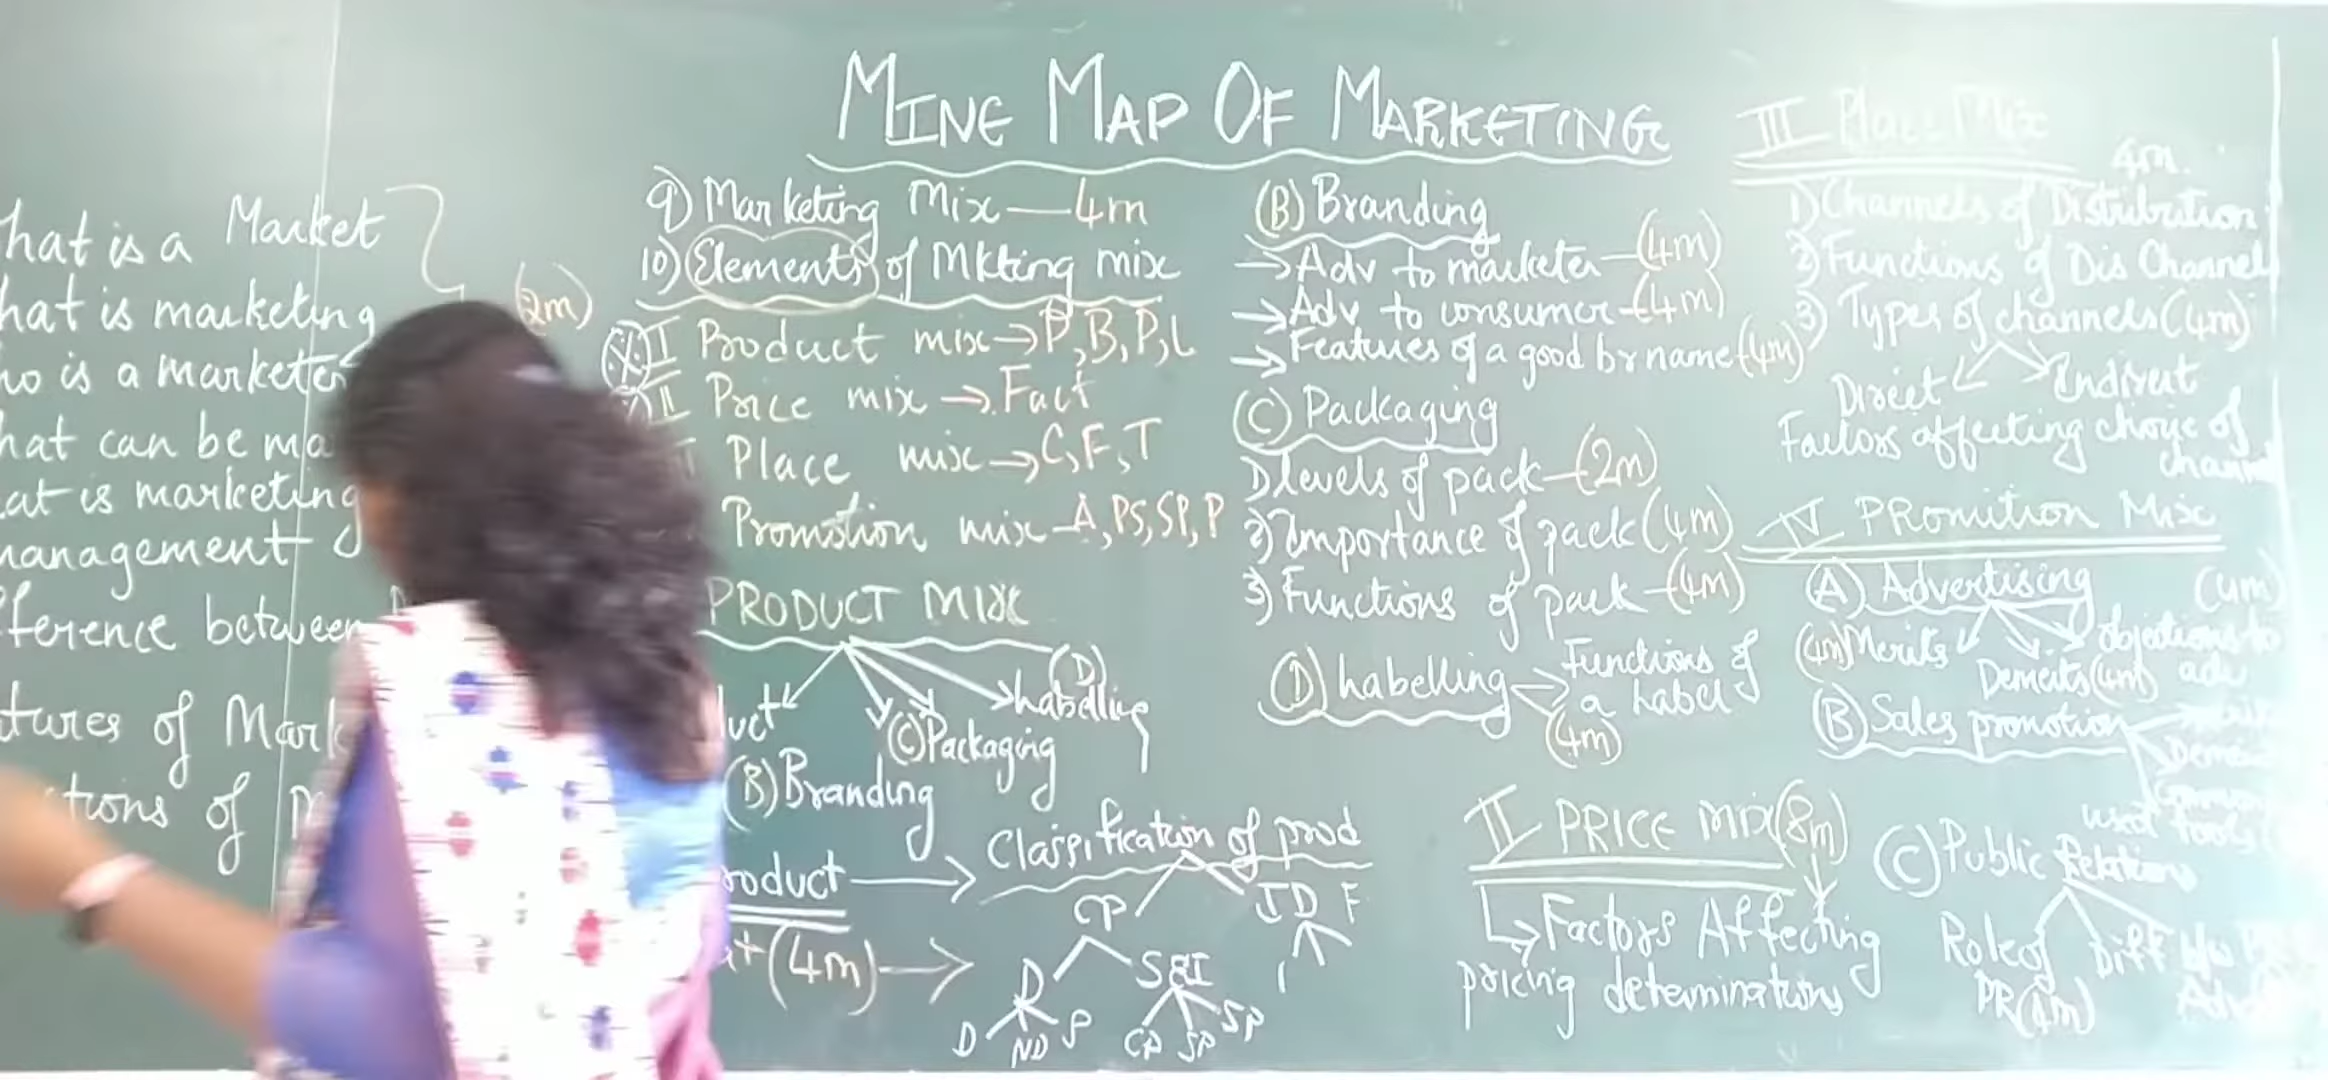 MINE MAP OF MARKETING
hat is a Market
hat is marketing
ho is a marketer
(2m)
hat can be ma
at is marketing
management
ference between
tures of Mark
tions of
9) Marketing Mix — 4m
10) Elements of Mkting mix
I Product mix → P, B, P, L
II Price mix → Fact
Place mix → C, F, T
Promotion mix - A, PS, SP, P
PRODUCT MIX
uct
(B) Branding
(C) Packaging
(D) Labelling
roduct → Classification of prod
(4m) →
CP
I D F
D
S & I
D ND P
CP SP SP
(B) Branding
→ Adv to marketer - (4m)
→ Adv to consumer - (4m)
→ Features of a good br name - (4m)
(C) Packaging
1) levels of pack - (2m)
2) Importance of pack (4m)
3) Functions of pack - (4m)
(D) Labelling → Functions of a Label
(4m)
II PRICE MIX (8m)
↳ Factors Affecting
pricing determinations
III Place Mix
4m
1) Channels of Distribution
2) Functions of Dis Channel
3) Types of channels (4m)
Direct Indirect
Factors affecting choice of
channel
IV PROMITION MIX
(A) Advertising (4m)
(4m) Merits Demerits (4m) objections to
adv
(B) Sales promotion
used tools
(C) Public Relations
Role of
PR (4m)
Diff